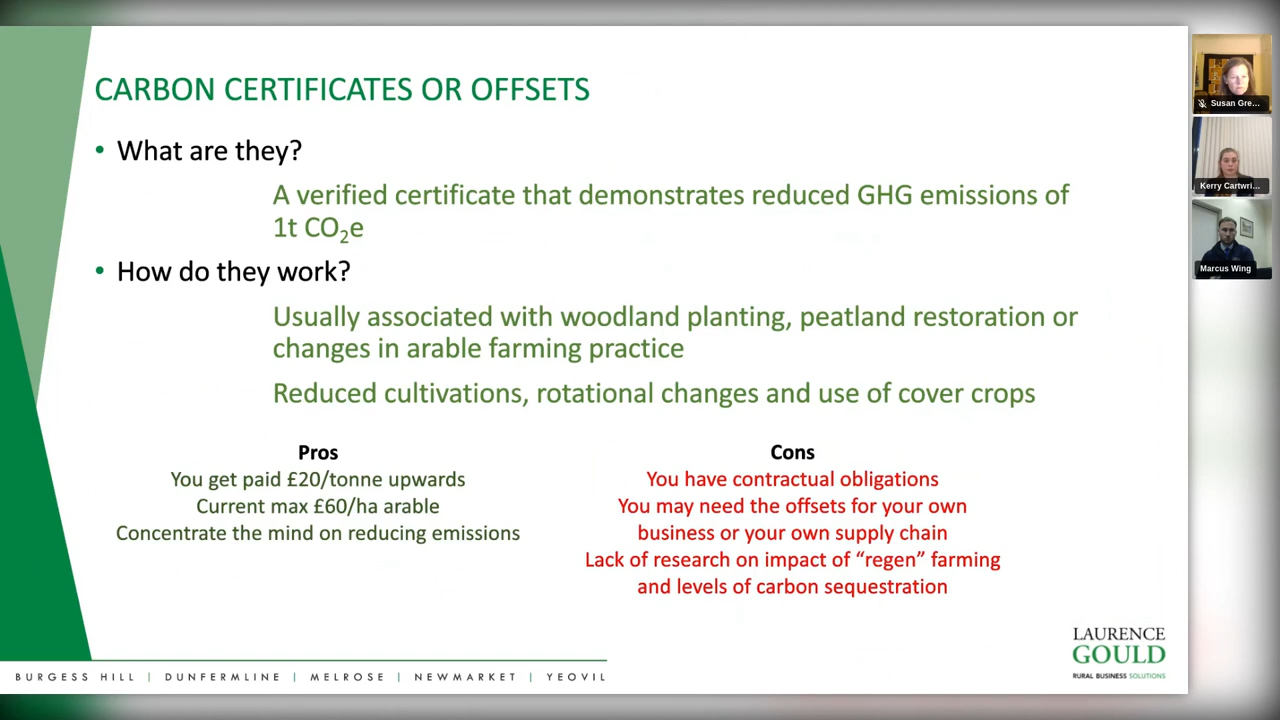 CARBON CERTIFICATES OR OFFSETS
• What are they?
A verified certificate that demonstrates reduced GHG emissions of
1t CO₂e
• How do they work?
Usually associated with woodland planting, peatland restoration or
changes in arable farming practice
Reduced cultivations, rotational changes and use of cover crops
Pros
You get paid £20/tonne upwards
Current max £60/ha arable
Concentrate the mind on reducing emissions
Cons
You have contractual obligations
You may need the offsets for your own
business or your own supply chain
Lack of research on impact of “regen” farming
and levels of carbon sequestration
LAURENCE
GOULD
RURAL BUSINESS SOLUTIONS
BURGESS HILL | DUNFERMLINE | MELROSE | NEWMARKET | YEOVIL
Susan Gre...
Kerry Cartwri...
Marcus Wing